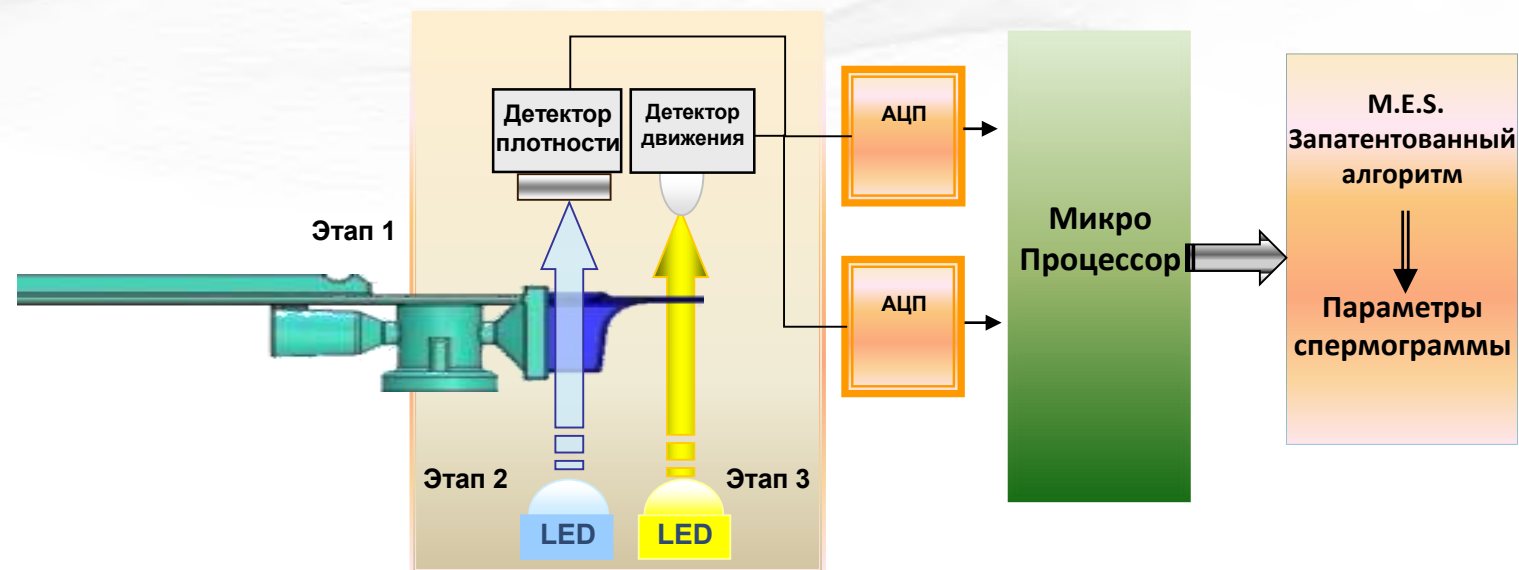 Детектор
плотности
Детектор
движения
АЦП
M.E.S.
Запатентованный
алгоритм
Микро
Процессор
Этап 1
АЦП
Параметры
спермограммы
Этап 2
Этап 3
LED
LED